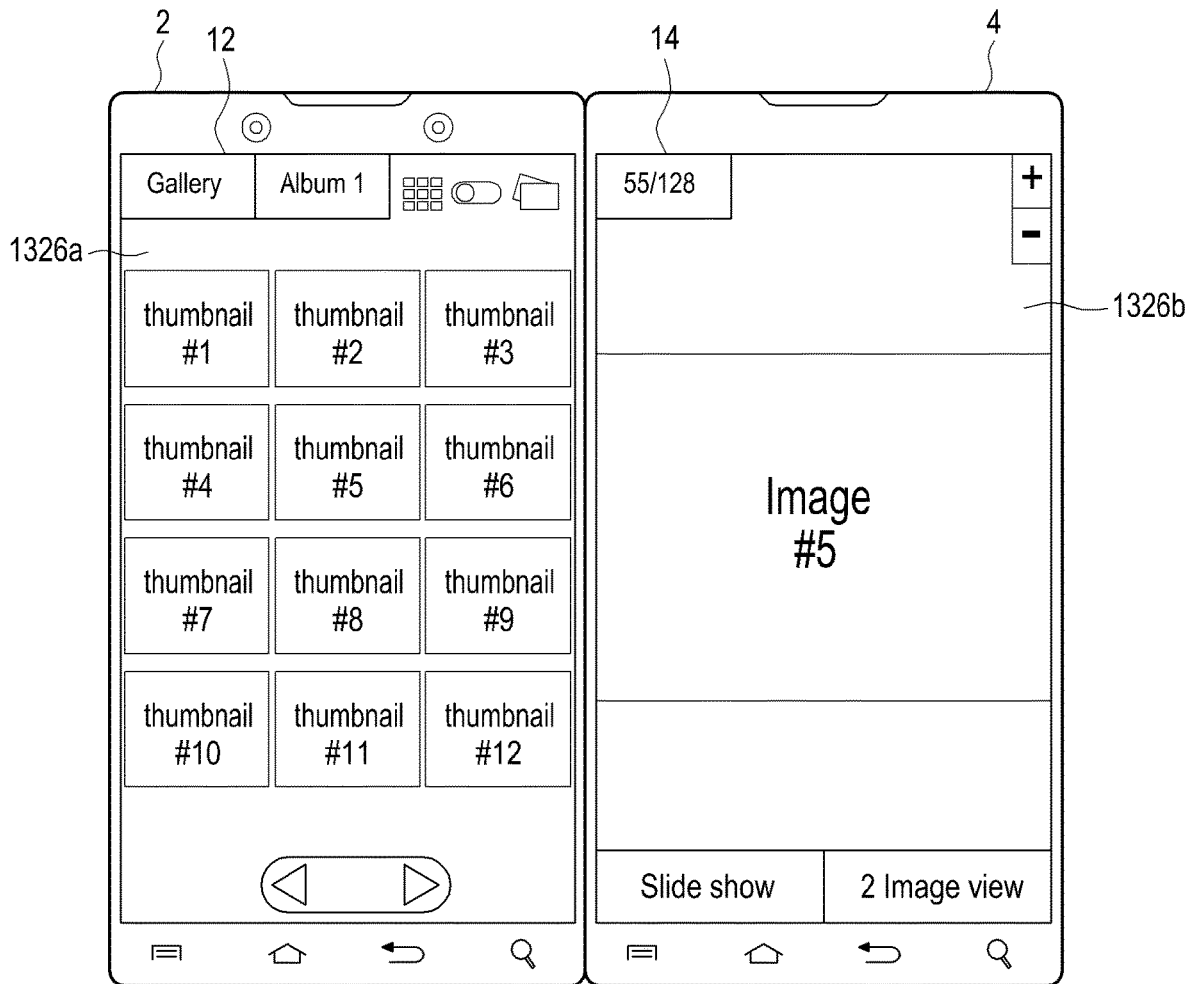 2
12
14
4
Gallery
Album 1
55/128
+
-
1326a
1326b
thumbnail
#1
thumbnail
#2
thumbnail
#3
thumbnail
#4
thumbnail
#5
thumbnail
#6
thumbnail
#7
thumbnail
#8
thumbnail
#9
thumbnail
#10
thumbnail
#11
thumbnail
#12
Image
#5
Slide show
2 Image view